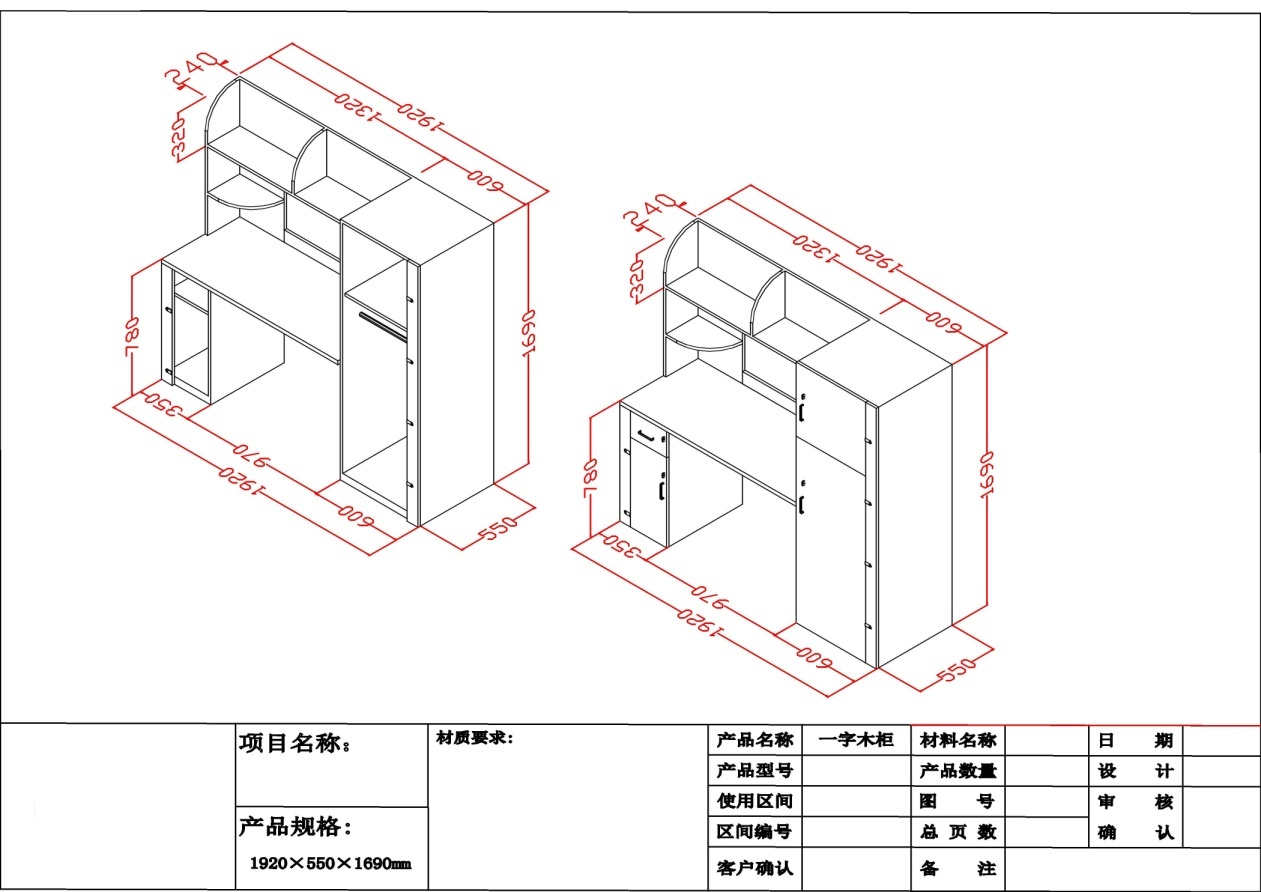 240
1920
1320
320
600
1690
780
350
970
1920
600
550
240
1920
1320
320
600
1690
780
350
970
1920
600
550
项目名称:
产品规格:
1920×550×1690mm
材质要求:
产品名称 一字木柜 材料名称 日 期
产品型号 产品数量 设 计
使用区间 图 号 审 核
区间编号 总 页 数 确 认
客户确认 备 注